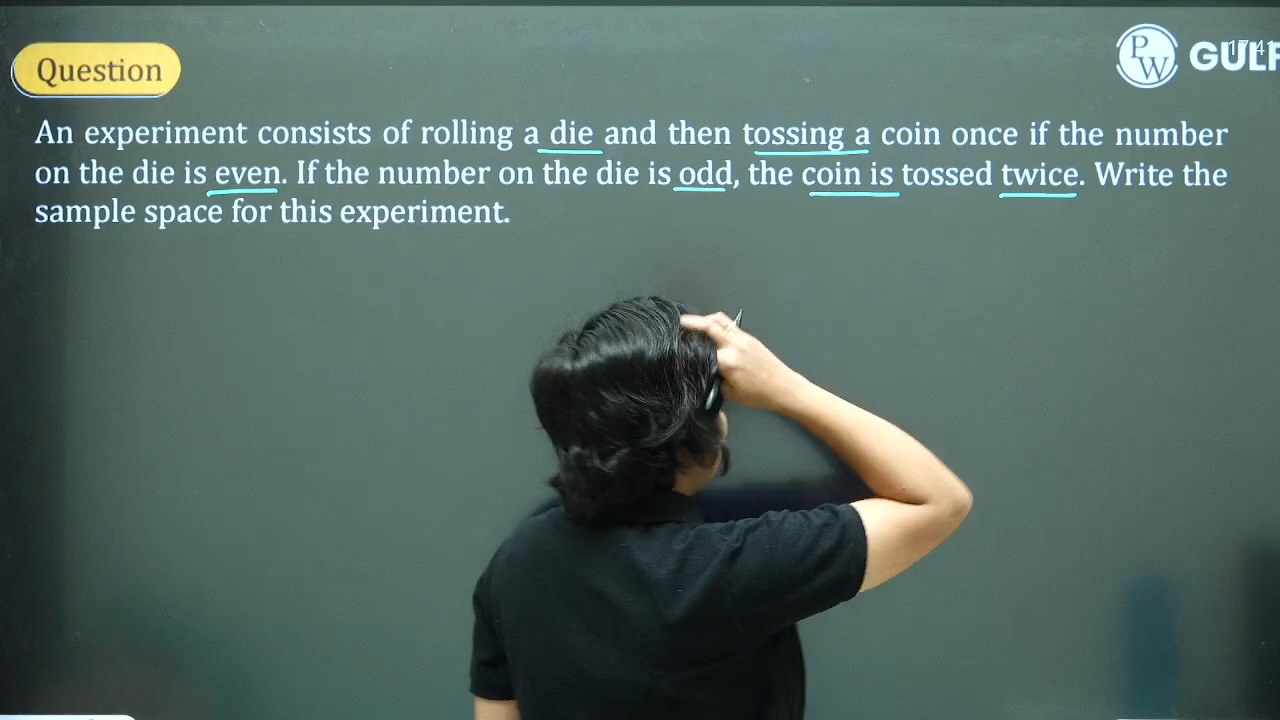 Question
PW
GULF
An experiment consists of rolling a die and then tossing a coin once if the number
on the die is even. If the number on the die is odd, the coin is tossed twice. Write the
sample space for this experiment.